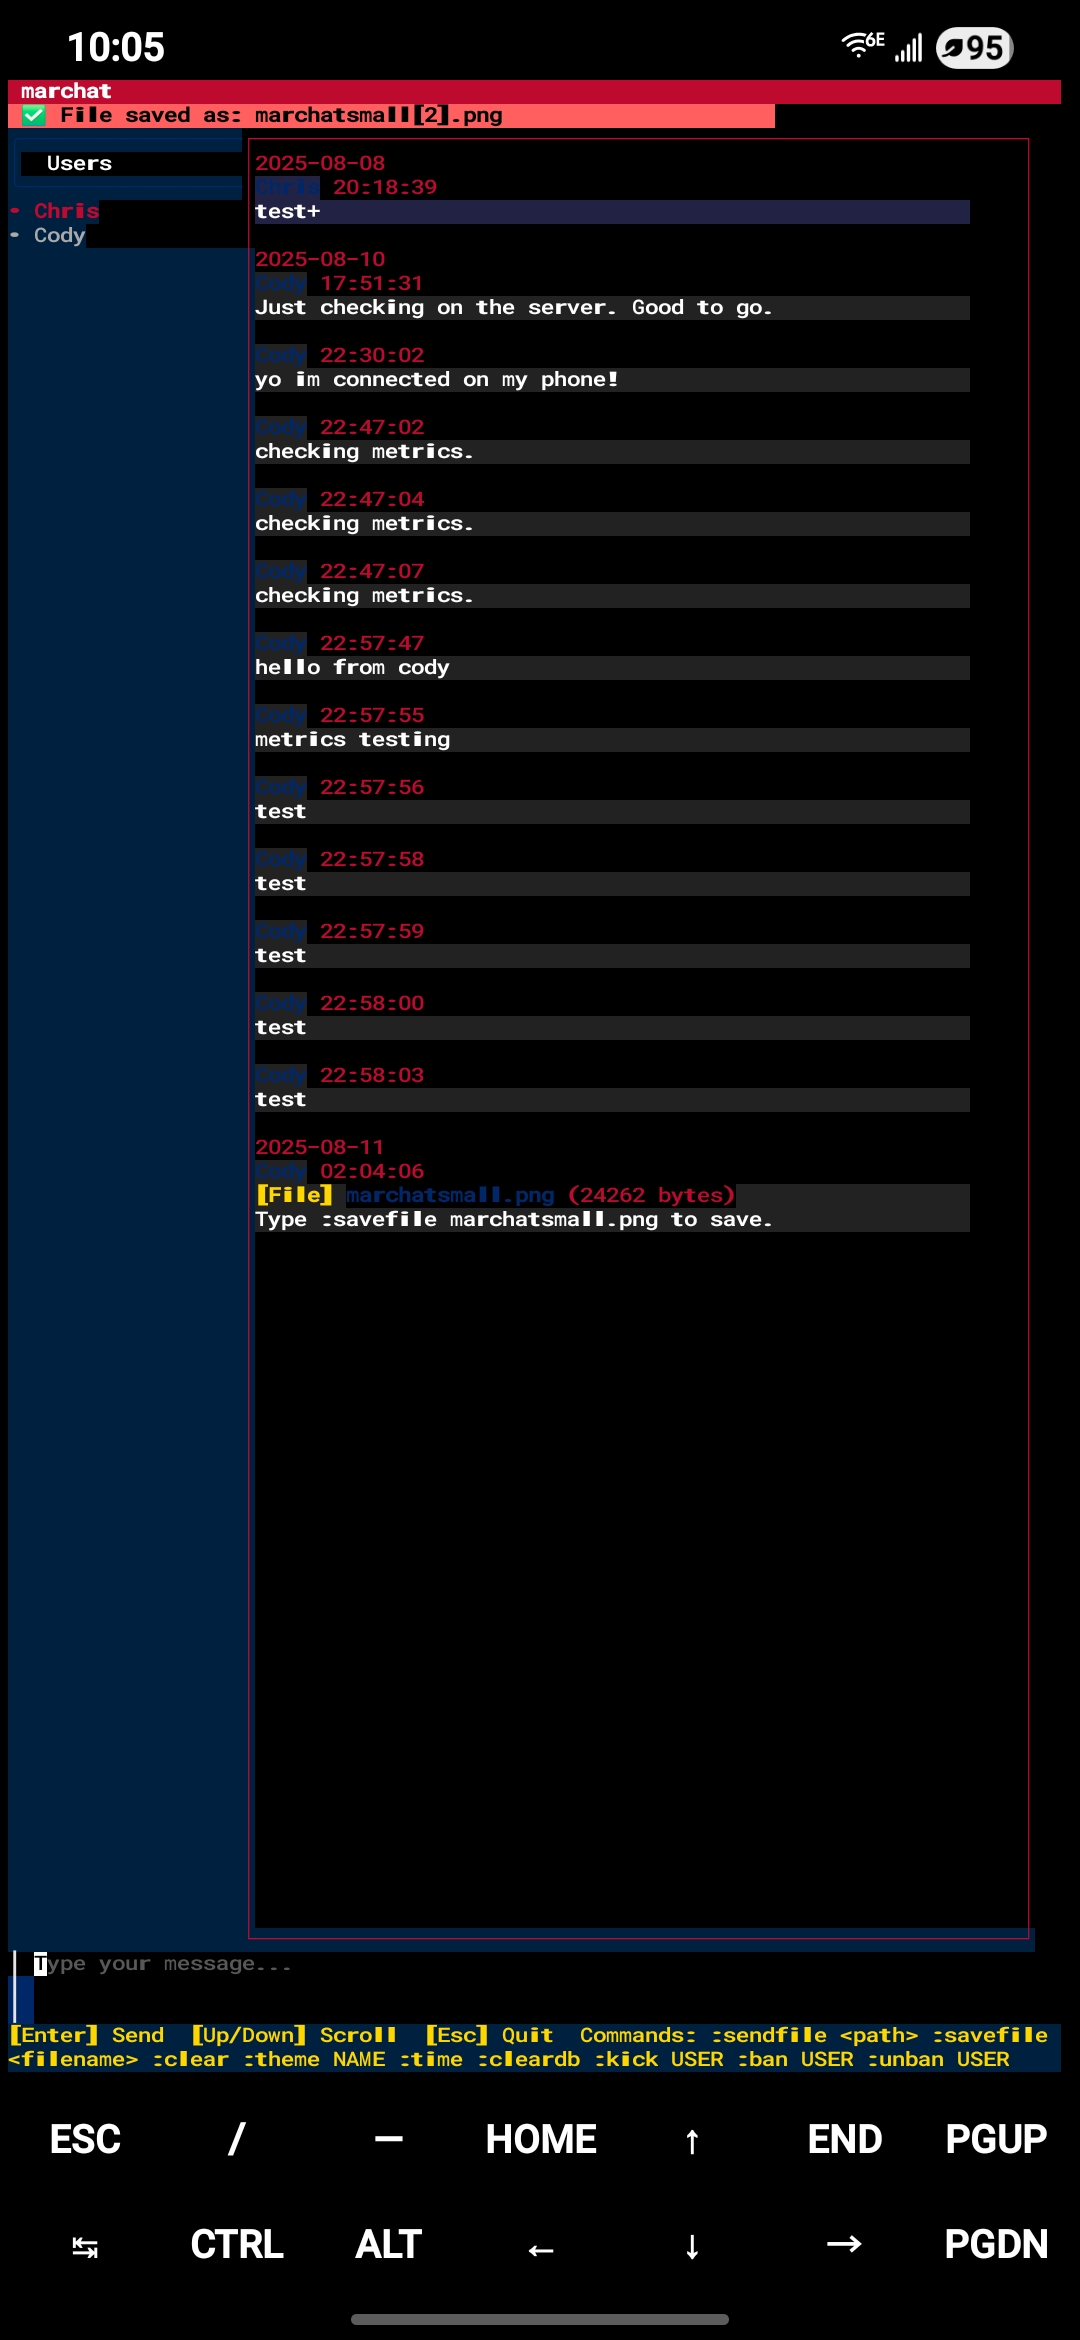 10:05 6E 95
marchat
✅ File saved as: marchatsmall[2].png
Users
• Chris
• Cody
2025-08-08
Chris 20:18:39
test+
2025-08-10
Cody 17:51:31
Just checking on the server. Good to go.
Cody 22:30:02
yo im connected on my phone!
Cody 22:47:02
checking metrics.
Cody 22:47:04
checking metrics.
Cody 22:47:07
checking metrics.
Cody 22:57:47
hello from cody
Cody 22:57:55
metrics testing
Cody 22:57:56
test
Cody 22:57:58
test
Cody 22:57:59
test
Cody 22:58:00
test
Cody 22:58:03
test
2025-08-11
Cody 02:04:06
[File] marchatsmall.png (24262 bytes)
Type :savefile marchatsmall.png to save.
Type your message...
[Enter] Send [Up/Down] Scroll [Esc] Quit Commands: :sendfile <path> :savefile
<filename> :clear :theme NAME :time :cleardb :kick USER :ban USER :unban USER
ESC / — HOME ↑ END PGUP
↹ CTRL ALT ← ↓ → PGDN